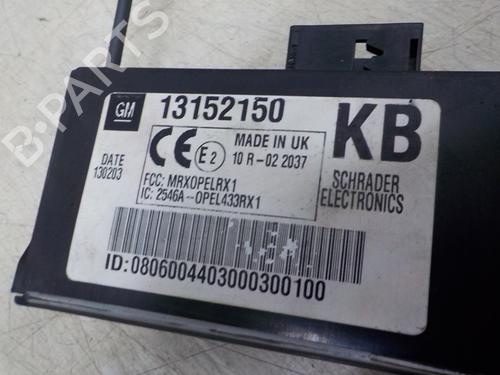 GM
13152150
KB
CE
E2
MADE IN UK
10 R-02 2037
DATE
130203
FCC: MRXOPELRX1
IC: 2546A--OPEL433RX1
SCHRADER
ELECTRONICS
ID: 0806004403000300100
B-PARTS